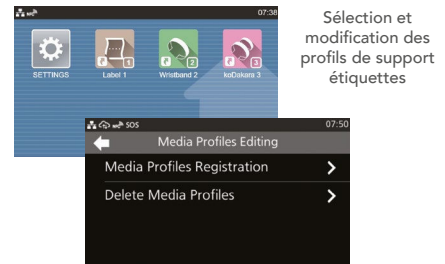 07:38
SETTINGS
Label 1
Wristband 2
koDakura 3
1
2
3
Sélection et
modification des
profils de support
étiquettes
SOS
07:50
Media Profiles Editing
Media Profiles Registration
Delete Media Profiles